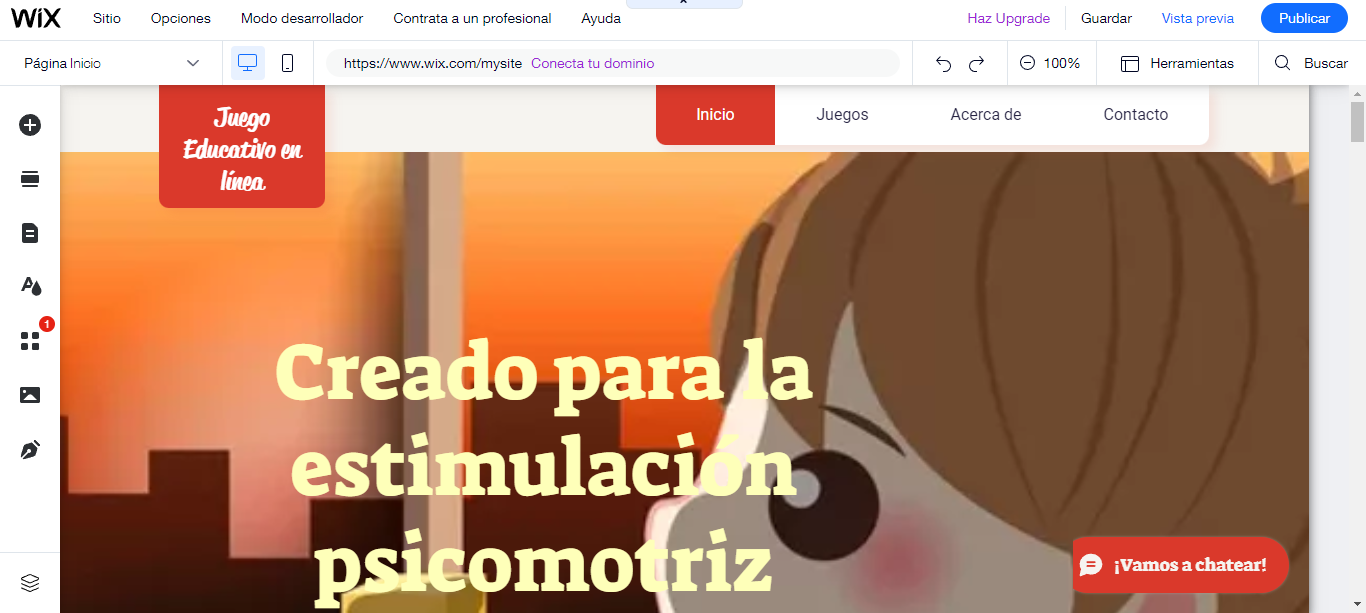 WiX Sitio Opciones Modo desarrollador Contrata a un profesional Ayuda Haz Upgrade Guardar Vista previa Publicar
Página Inicio https://www.wix.com/mysite Conecta tu dominio 100% Herramientas Buscar
Juego
Educativo en
línea
Inicio Juegos Acerca de Contacto
1
Creado para la
estimulación
psicomotriz
¡Vamos a chatear!